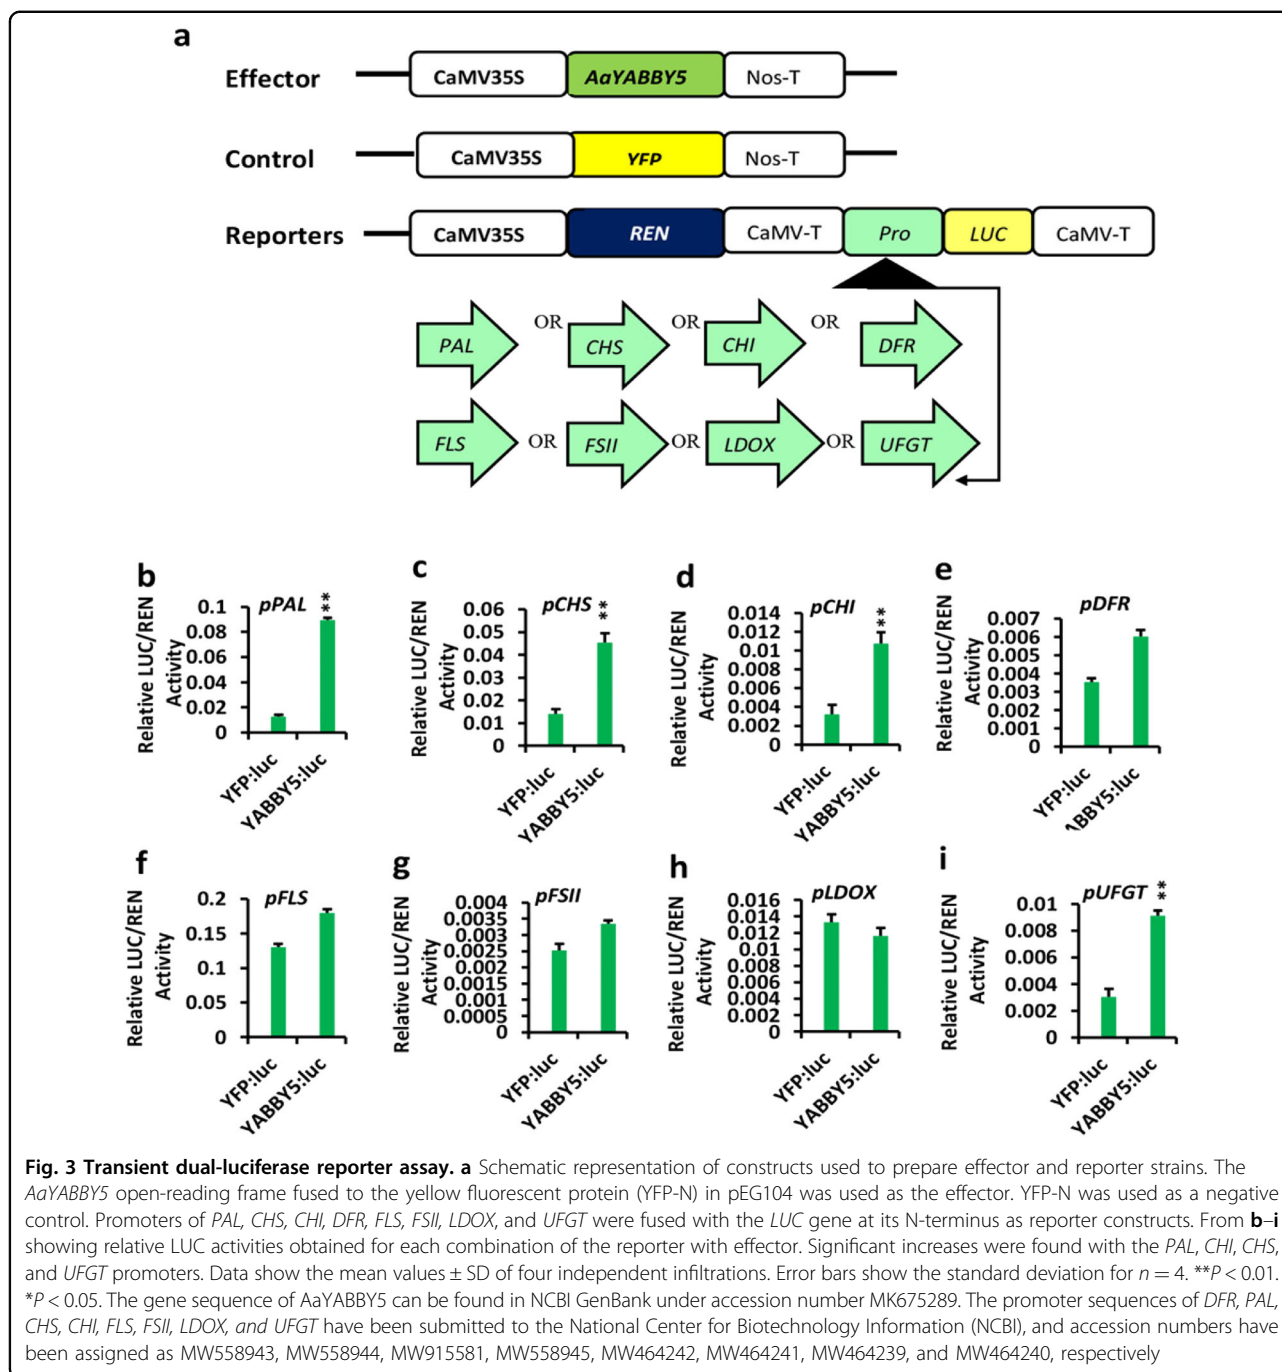 a
Effector
CaMV35S AaYABBY5 Nos-T
Control
CaMV35S YFP Nos-T
Reporters
CaMV35S REN CaMV-T Pro LUC CaMV-T
PAL OR CHS OR CHI OR DFR
FLS OR FSII OR LDOX OR UFGT
b
pPAL
**
Relative LUC/REN
Activity
0.1
0.08
0.06
0.04
0.02
0
YFP:luc
YABBY5:luc
c
pCHS
**
Relative LUC/REN
Activity
0.06
0.05
0.04
0.03
0.02
0.01
0
YFP:luc
YABBY5:luc
d
pCHI
**
Relative LUC/REN
Activity
0.014
0.012
0.01
0.008
0.006
0.004
0.002
0
YFP:luc
YABBY5:luc
e
pDFR
Relative LUC/REN
Activity
0.007
0.006
0.005
0.004
0.003
0.002
0.001
0
YFP:luc
ABBY5:luc
f
pFLS
Relative LUC/REN
Activity
0.2
0.15
0.1
0.05
0
YFP:luc
YABBY5:luc
g
pFSII
Relative LUC/REN
Activity
0.004
0.0035
0.003
0.0025
0.002
0.0015
0.001
0.0005
0
YFP:luc
YABBY5:luc
h
pLDOX
Relative LUC/REN
Activity
0.016
0.014
0.012
0.01
0.008
0.006
0.004
0.002
0
YFP:luc
YABBY5:luc
i
pUFGT
**
Relative LUC/REN
Activity
0.01
0.008
0.006
0.004
0.002
0
YFP:luc
YABBY5:luc
Fig. 3 Transient dual-luciferase reporter assay. a Schematic representation of constructs used to prepare effector and reporter strains. The
AaYABBY5 open-reading frame fused to the yellow fluorescent protein (YFP-N) in pEG104 was used as the effector. YFP-N was used as a negative
control. Promoters of PAL, CHS, CHI, DFR, FLS, FSII, LDOX, and UFGT were fused with the LUC gene at its N-terminus as reporter constructs. From b–i
showing relative LUC activities obtained for each combination of the reporter with effector. Significant increases were found with the PAL, CHI, CHS,
and UFGT promoters. Data show the mean values ± SD of four independent infiltrations. Error bars show the standard deviation for n = 4. **P < 0.01.
*P < 0.05. The gene sequence of AaYABBY5 can be found in NCBI GenBank under accession number MK675289. The promoter sequences of DFR, PAL,
CHS, CHI, FLS, FSII, LDOX, and UFGT have been submitted to the National Center for Biotechnology Information (NCBI), and accession numbers have
been assigned as MW558943, MW558944, MW915581, MW558945, MW464242, MW464241, MW464239, and MW464240, respectively